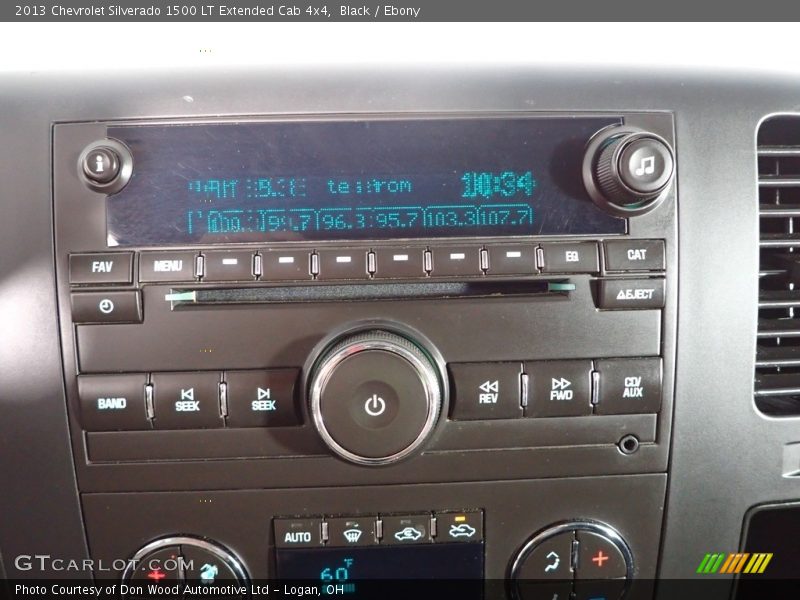 2013 Chevrolet Silverado 1500 LT Extended Cab 4x4, Black / Ebony
10:34
96.3 95.7 103.3 107.7
FAV MENU EQ CAT
EJECT
BAND SEEK SEEK REV FWD CD/ AUX
AUTO
60°F
GTCARLOT.COM
Photo Courtesy of Don Wood Automotive Ltd - Logan, OH